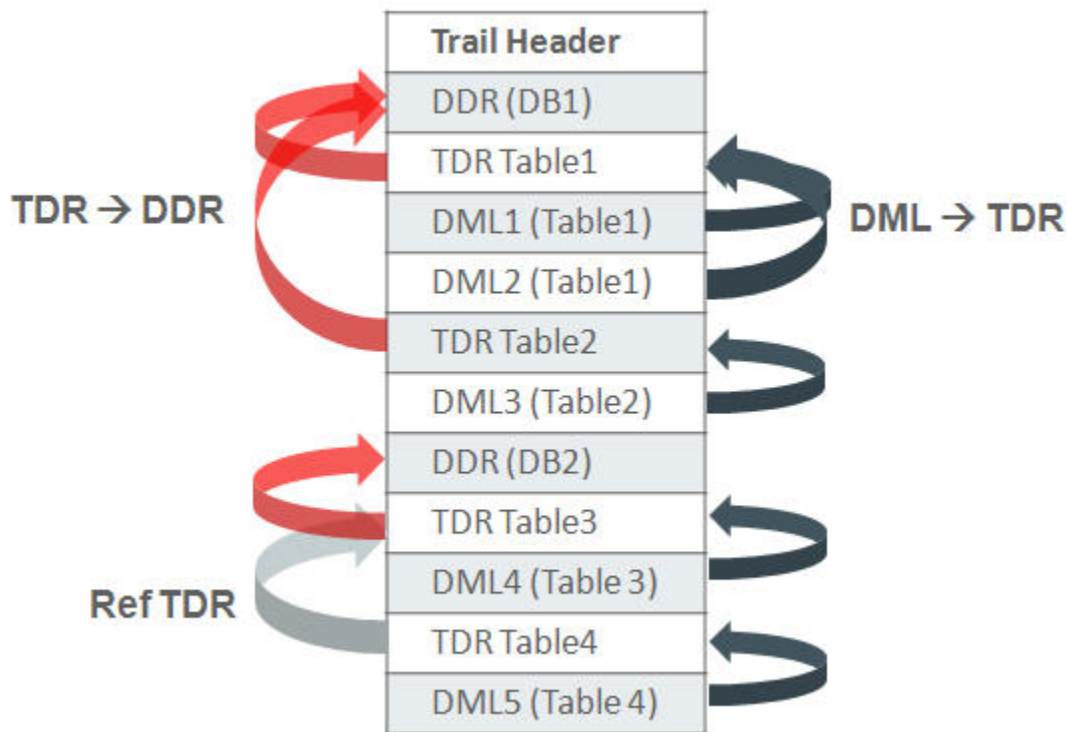 Trail Header
DDR (DB1)
TDR Table1
TDR → DDR
DML1 (Table1)
DML → TDR
DML2 (Table1)
TDR Table2
DML3 (Table2)
DDR (DB2)
TDR Table3
DML4 (Table 3)
Ref TDR
TDR Table4
DML5 (Table 4)